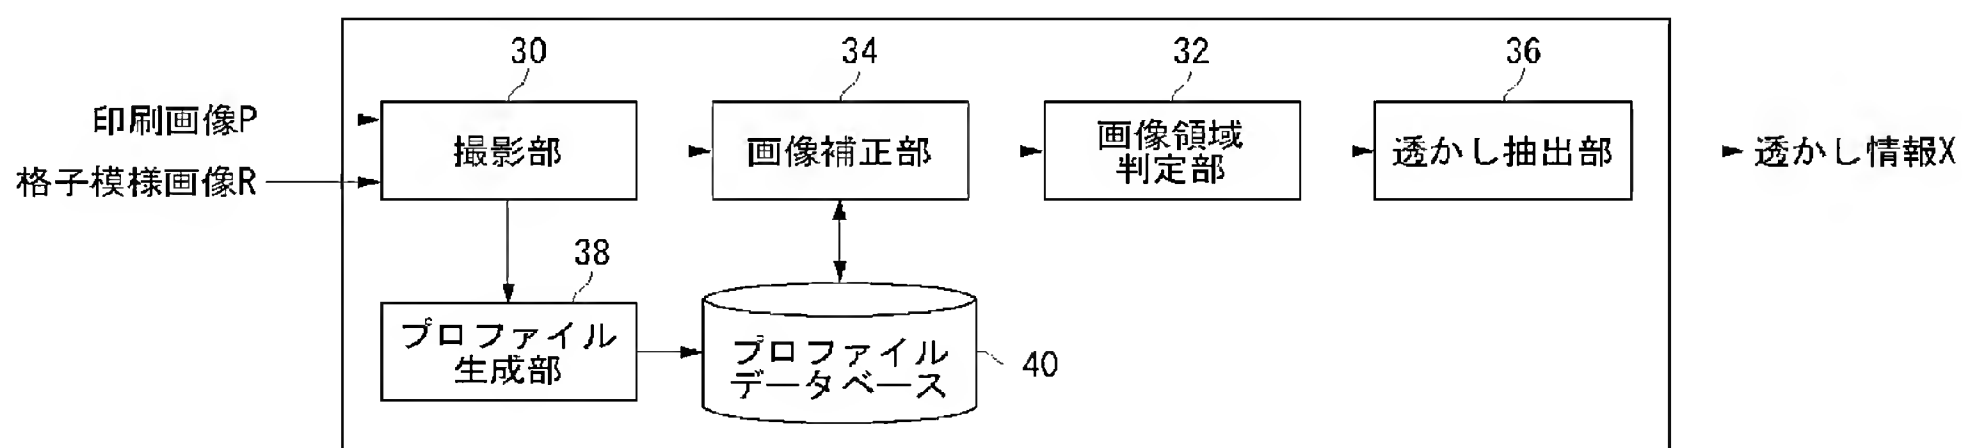 30
34
32
36
印刷画像P
撮影部
画像補正部
画像領域
判定部
透かし抽出部
透かし情報X
格子模様画像R
38
プロファイル
生成部
プロファイル
データベース
40